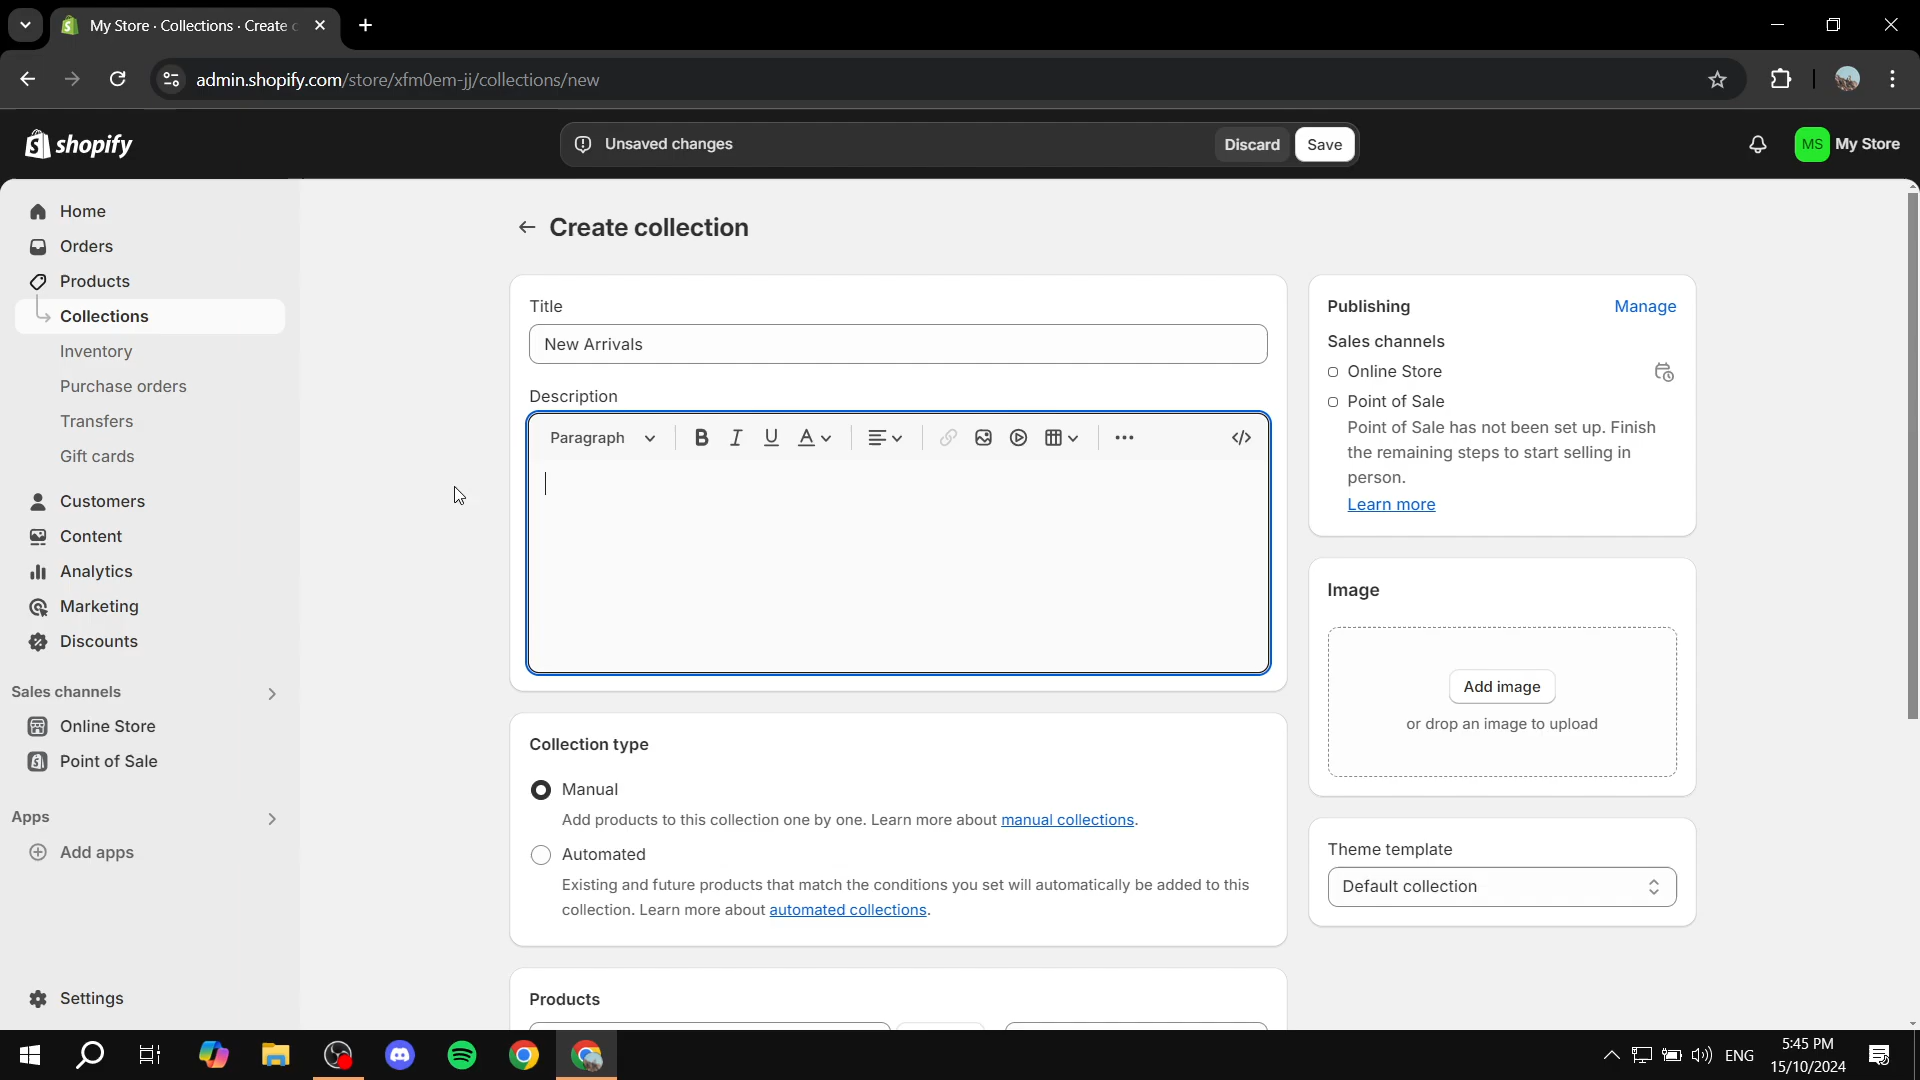 My Store · Collections · Create
admin.shopify.com/store/xfm0em-jj/collections/new
shopify
Unsaved changes
Discard
Save
MS
My Store
Home
Orders
Products
Collections
Inventory
Purchase orders
Transfers
Gift cards
Customers
Content
Analytics
Marketing
Discounts
Sales channels
Online Store
Point of Sale
Apps
Add apps
Settings
Create collection
Title
New Arrivals
Description
Paragraph
B I U A
Collection type
Manual
Add products to this collection one by one. Learn more about manual collections.
Automated
Existing and future products that match the conditions you set will automatically be added to this
collection. Learn more about automated collections.
Products
Publishing
Manage
Sales channels
Online Store
Point of Sale
Point of Sale has not been set up. Finish
the remaining steps to start selling in
person.
Learn more
Image
Add image
or drop an image to upload
Theme template
Default collection
ENG
5:45 PM
15/10/2024